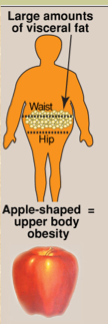 Large amounts
of visceral fat
Waist
Hip
Apple-shaped =
upper body
obesity